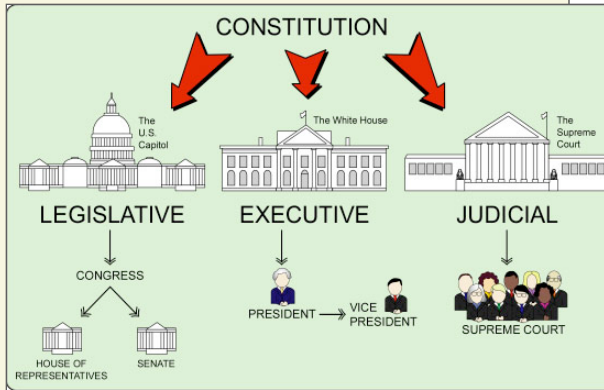 CONSTITUTION
The
U.S.
Capitol
The White House
The
Supreme
Court
LEGISLATIVE
EXECUTIVE
JUDICIAL
CONGRESS
PRESIDENT
VICE
PRESIDENT
SUPREME COURT
HOUSE OF
REPRESENTATIVES
SENATE